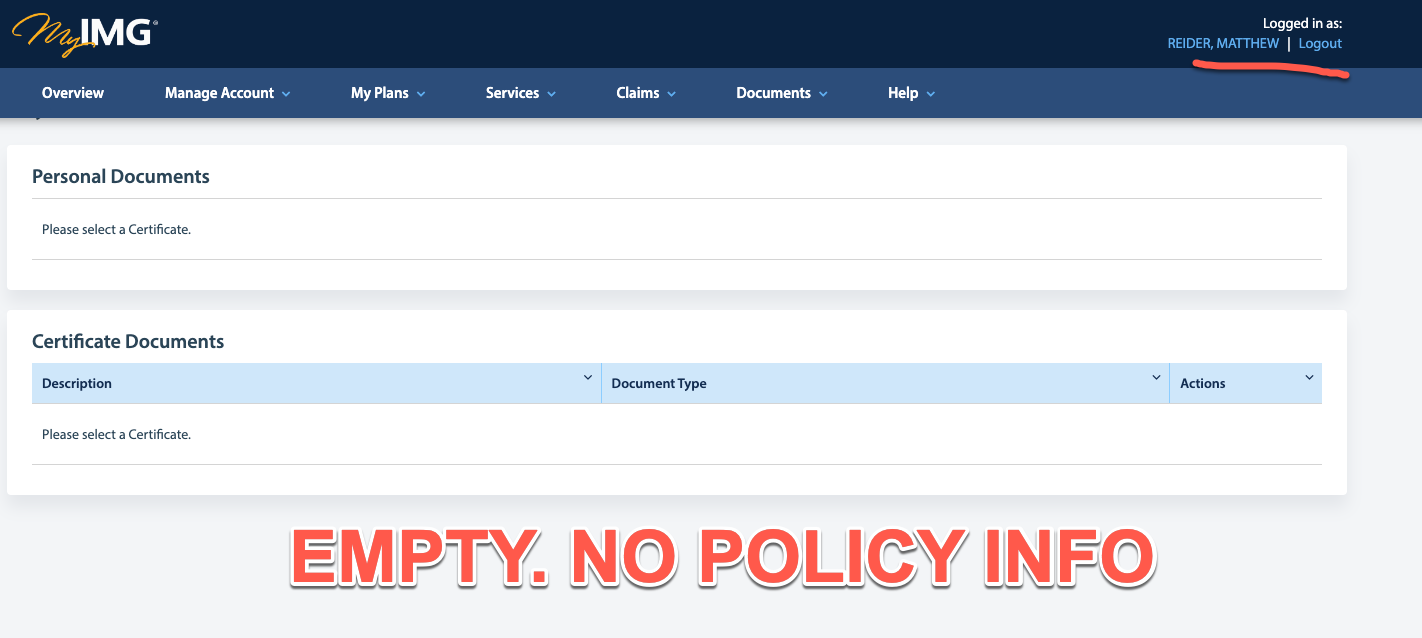 MyIMG®
Logged in as:
REIDER, MATTHEW | Logout
Overview Manage Account My Plans Services Claims Documents Help
Personal Documents
Please select a Certificate.
Certificate Documents
Description Document Type Actions
Please select a Certificate.
EMPTY. NO POLICY INFO